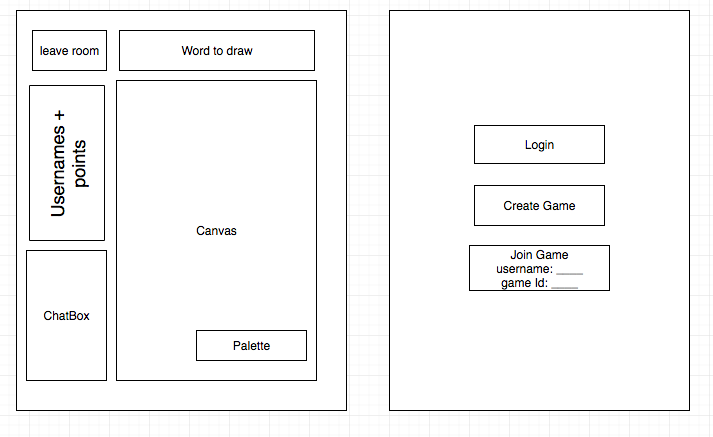 leave room
Word to draw
Usernames +
points
Canvas
ChatBox
Palette
Login
Create Game
Join Game
username: ____
game Id: ____